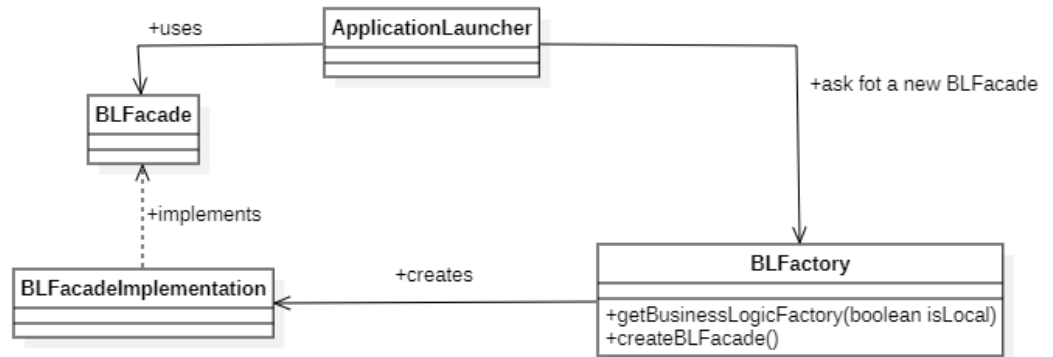 +uses
ApplicationLauncher
+ask fot a new BLFacade
BLFacade
+implements
BLFacadeImplementation
+creates
BLFactory
+getBusinessLogicFactory(boolean isLocal)
+createBLFacade()